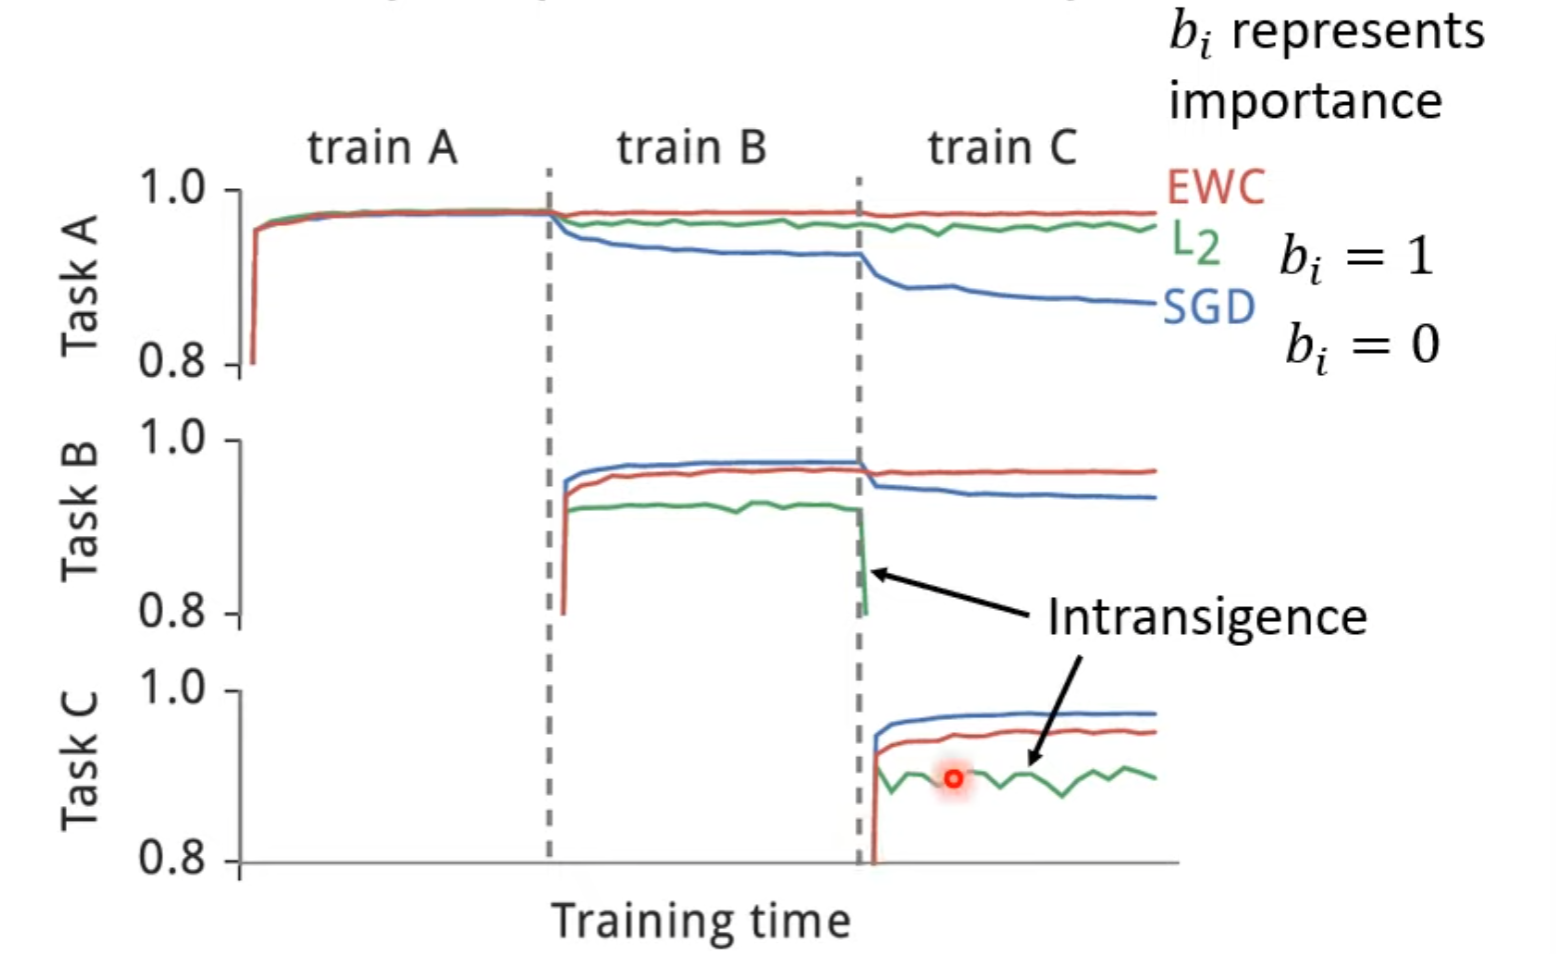 b_i represents
importance
train A train B train C
1.0
EWC
Task A
L2
b_i = 1
SGD
b_i = 0
0.8
1.0
Task B
0.8
Intransigence
1.0
Task C
0.8
Training time